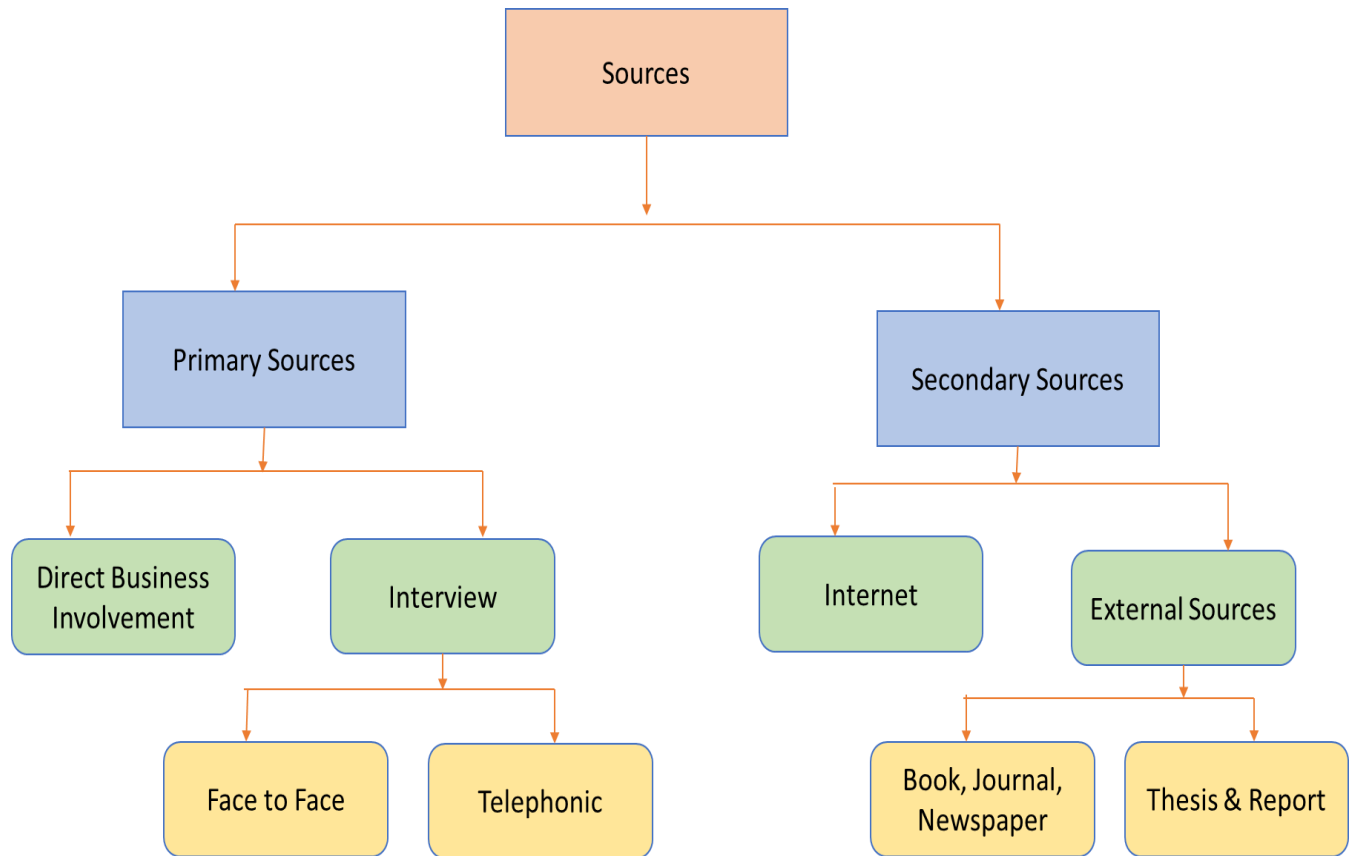 Sources
Primary Sources
Secondary Sources
Direct Business
Involvement
Interview
Internet
External Sources
Face to Face
Telephonic
Book, Journal,
Newspaper
Thesis & Report